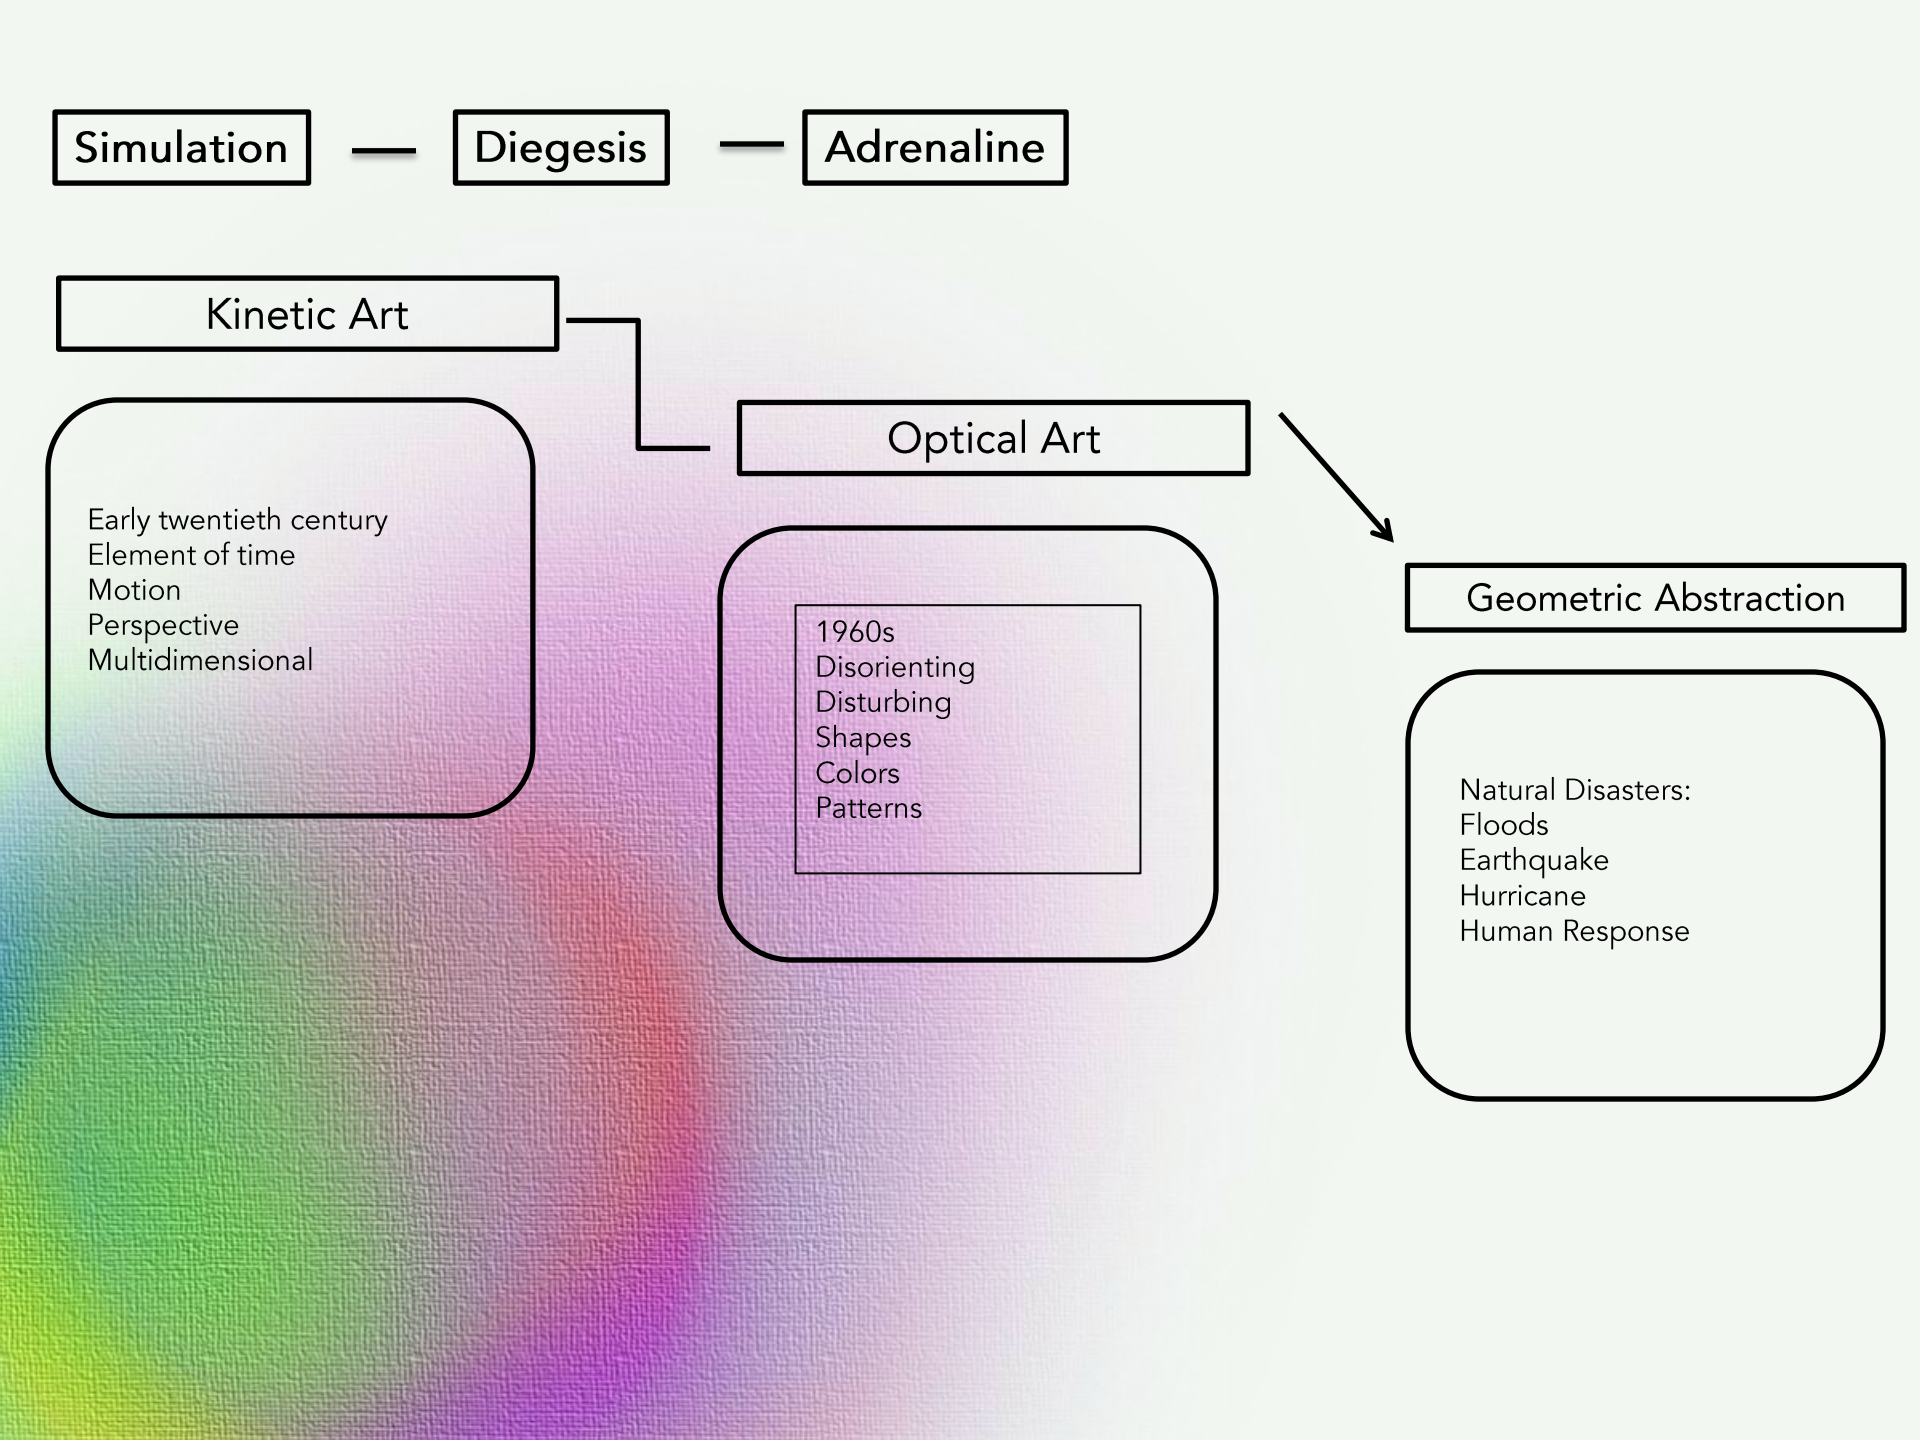 Simulation
Diegesis
Adrenaline
Kinetic Art
Early twentieth century
Element of time
Motion
Perspective
Multidimensional
Optical Art
1960s
Disorienting
Disturbing
Shapes
Colors
Patterns
Geometric Abstraction
Natural Disasters:
Floods
Earthquake
Hurricane
Human Response